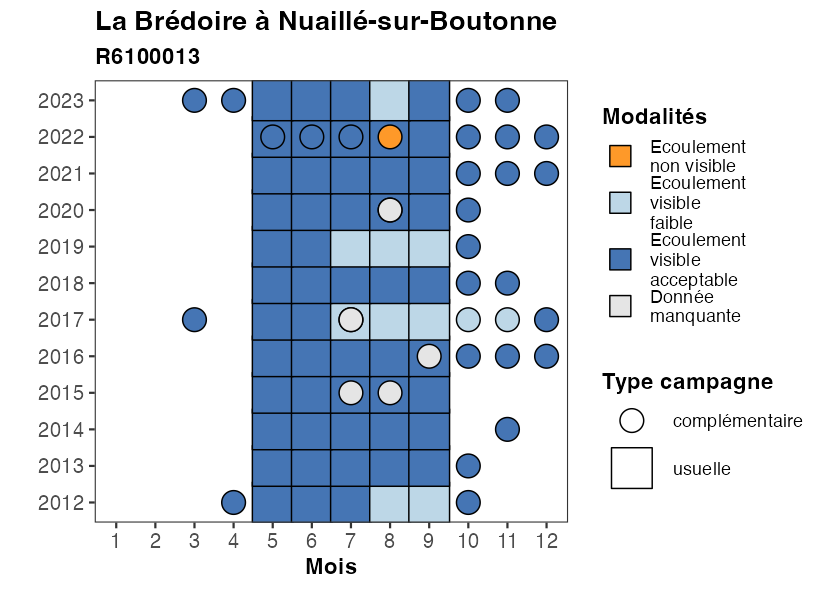 La Brédoire à Nuaillé-sur-Boutonne
R6100013
2023
2022
2021
2020
2019
2018
2017
2016
2015
2014
2013
2012
1 2 3 4 5 6 7 8 9 10 11 12
Mois
Modalités
Ecoulement
non visible
Ecoulement
visible
faible
Ecoulement
visible
acceptable
Donnée
manquante
Type campagne
complémentaire
usuelle